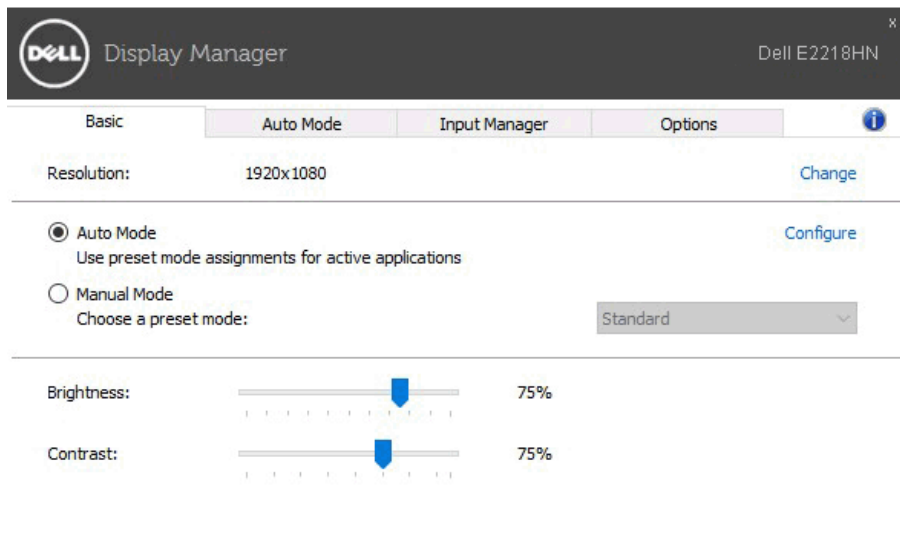 x
DELL Display Manager
Dell E2218HN
Basic Auto Mode Input Manager Options i
Resolution: 1920x1080 Change
Auto Mode Configure
Use preset mode assignments for active applications
Manual Mode
Choose a preset mode: Standard
Brightness: 75%
Contrast: 75%